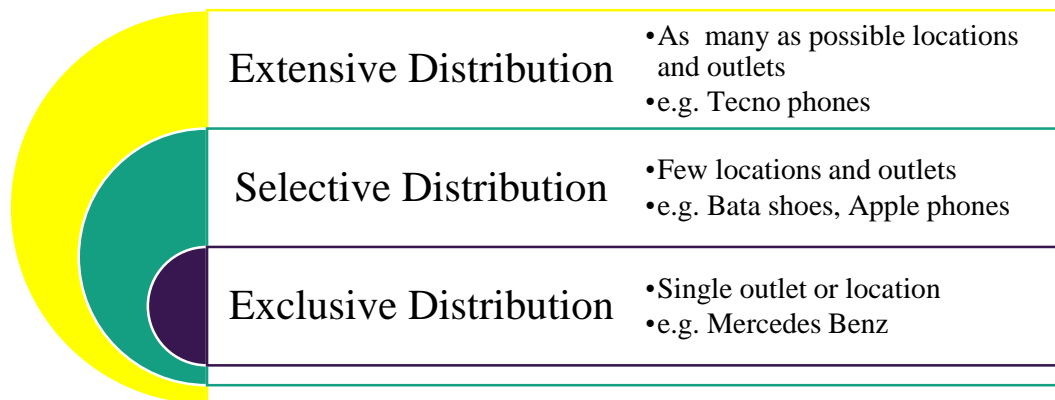 Extensive Distribution
•As  many as possible locations
and outlets
•e.g. Tecno phones
Selective Distribution
•Few locations and outlets
•e.g. Bata shoes, Apple phones
Exclusive Distribution
•Single outlet or location
•e.g. Mercedes Benz